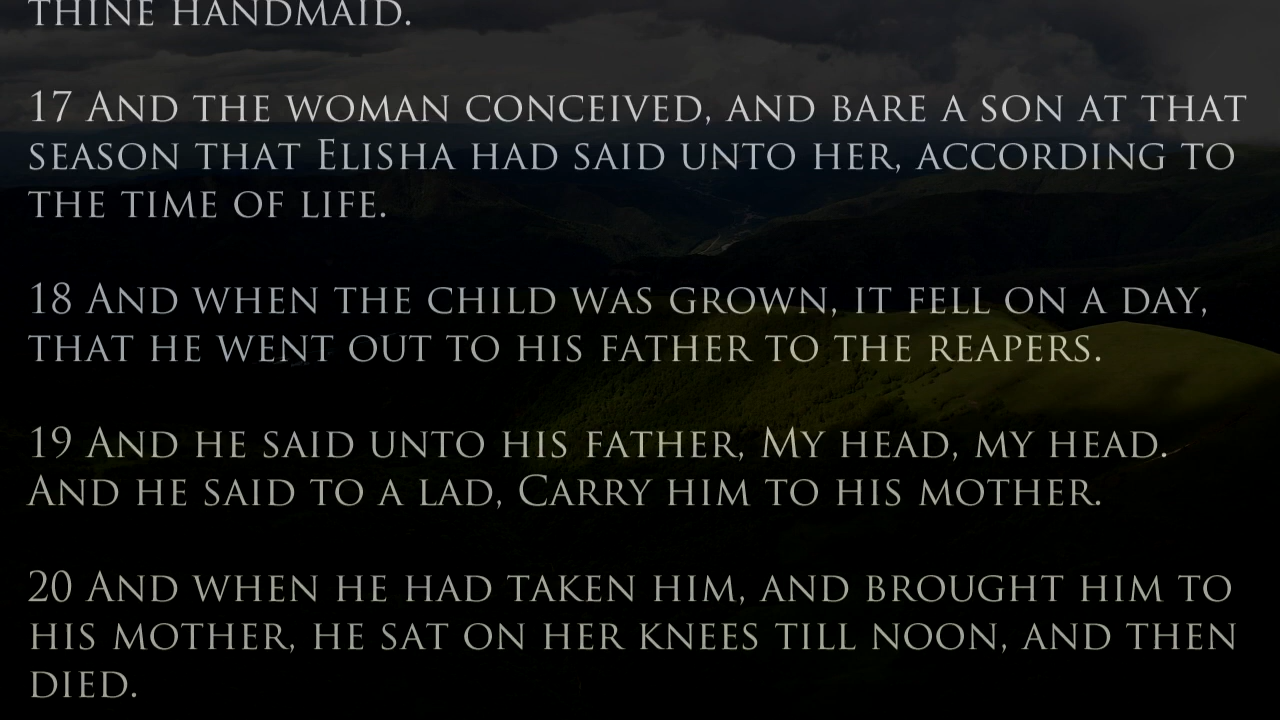 THINE HANDMAID.
17 AND THE WOMAN CONCEIVED, AND BARE A SON AT THAT
SEASON THAT ELISHA HAD SAID UNTO HER, ACCORDING TO
THE TIME OF LIFE.
18 AND WHEN THE CHILD WAS GROWN, IT FELL ON A DAY,
THAT HE WENT OUT TO HIS FATHER TO THE REAPERS.
19 AND HE SAID UNTO HIS FATHER, MY HEAD, MY HEAD.
AND HE SAID TO A LAD, CARRY HIM TO HIS MOTHER.
20 AND WHEN HE HAD TAKEN HIM, AND BROUGHT HIM TO
HIS MOTHER, HE SAT ON HER KNEES TILL NOON, AND THEN
DIED.